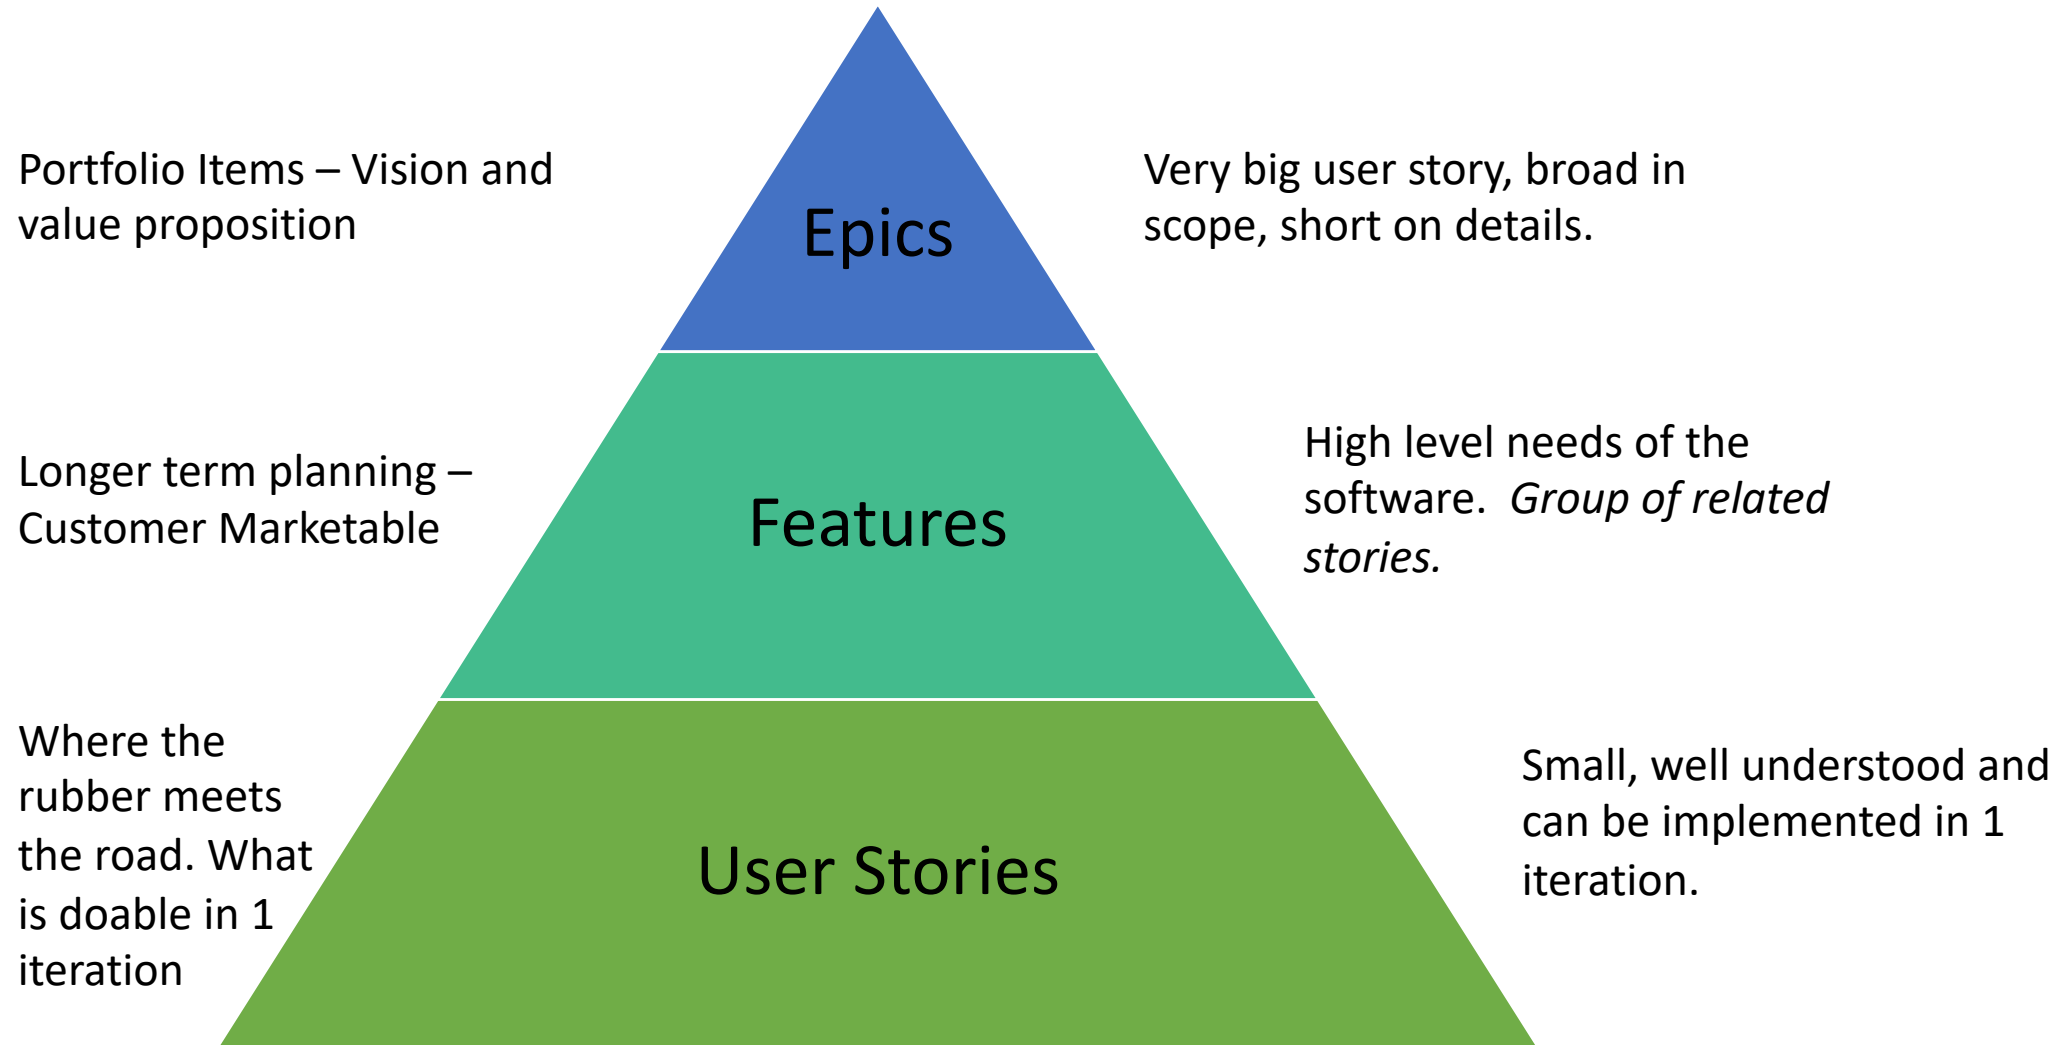 Portfolio Items – Vision and
value proposition
Epics
Very big user story, broad in
scope, short on details.
Longer term planning –
Customer Marketable
Features
High level needs of the
software.  Group of related
stories.
Where the
rubber meets
the road. What
is doable in 1
iteration
User Stories
Small, well understood and
can be implemented in 1
iteration.